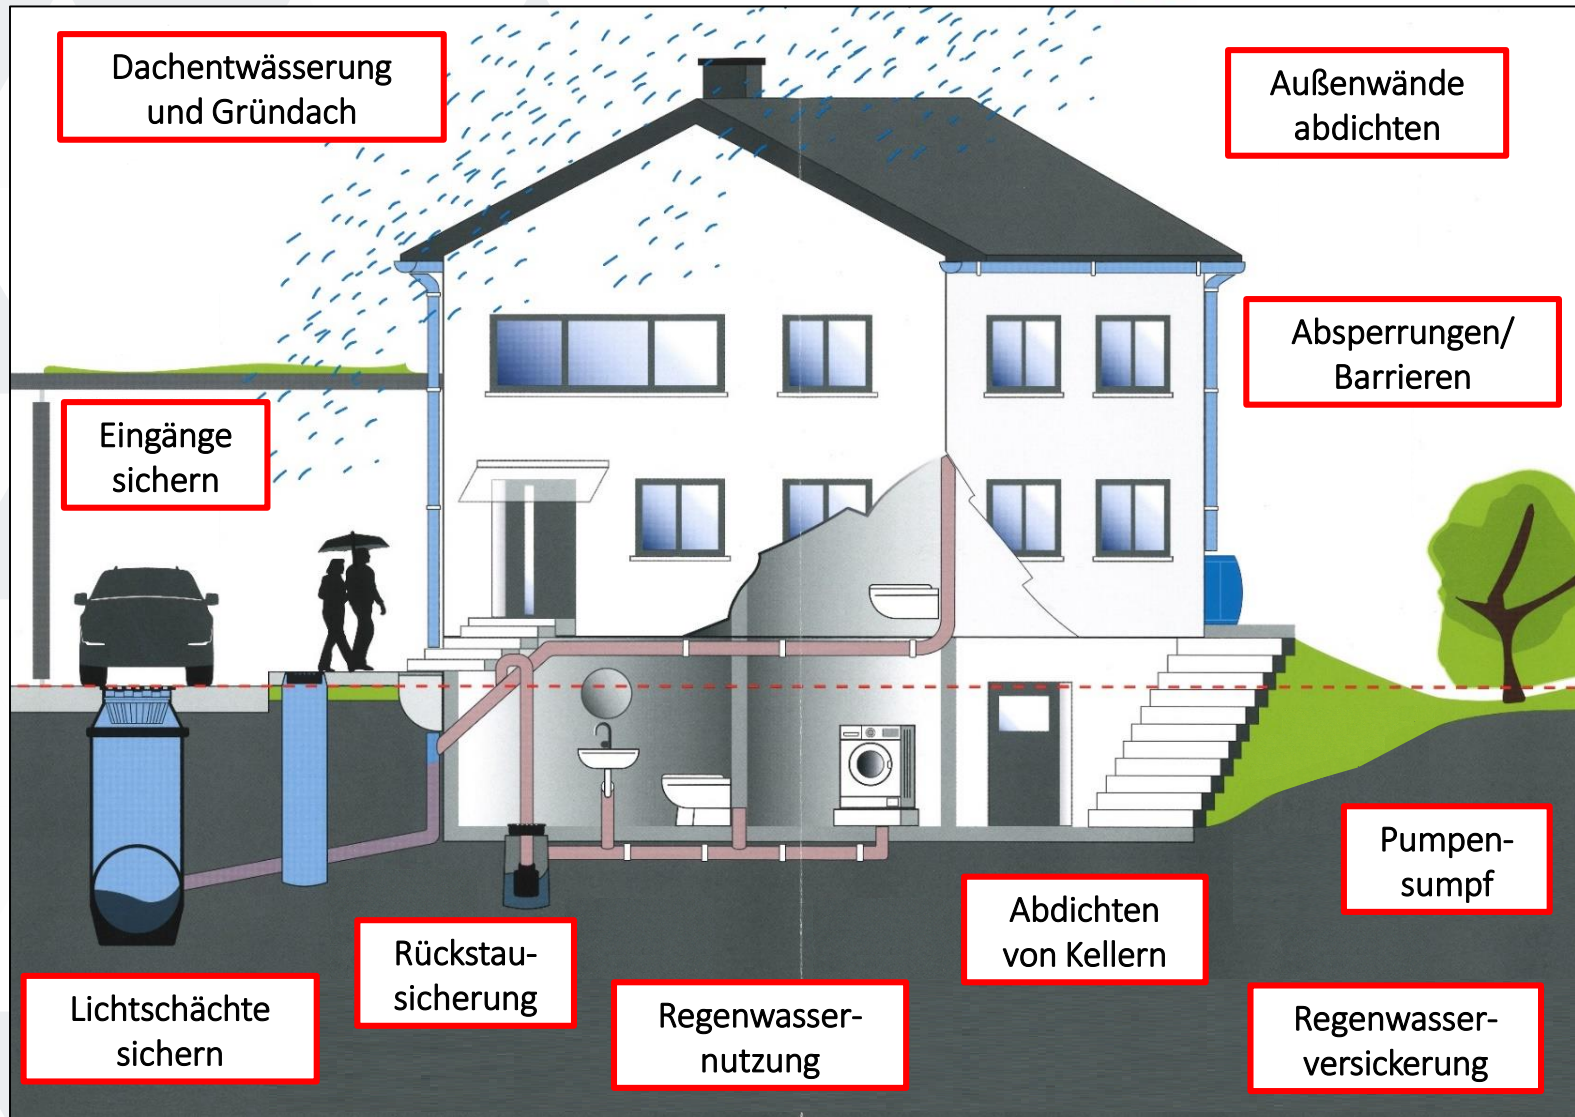 Dachentwässerung
und Gründach
Außenwände
abdichten
Absperrungen/
Barrieren
Eingänge
sichern
Pumpen-
sumpf
Abdichten
von Kellern
Rückstau-
sicherung
Lichtschächte
sichern
Regenwasser-
nutzung
Regenwasser-
versickerung